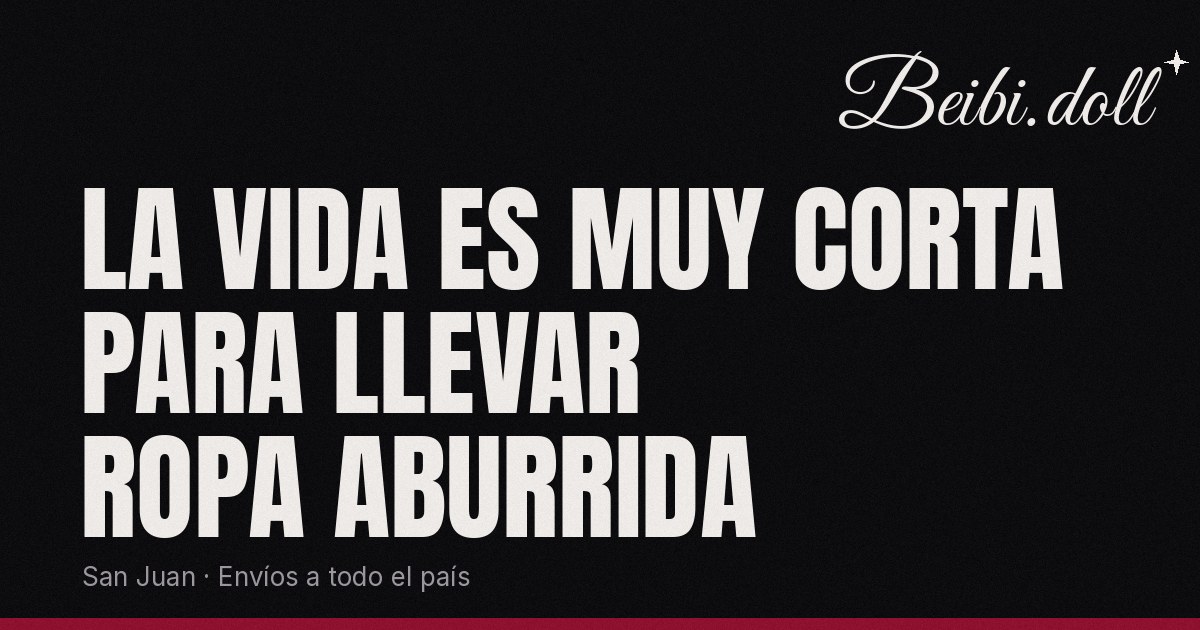 Beibi.doll
LA VIDA ES MUY CORTA
PARA LLEVAR
ROPA ABURRIDA
San Juan · Envíos a todo el país